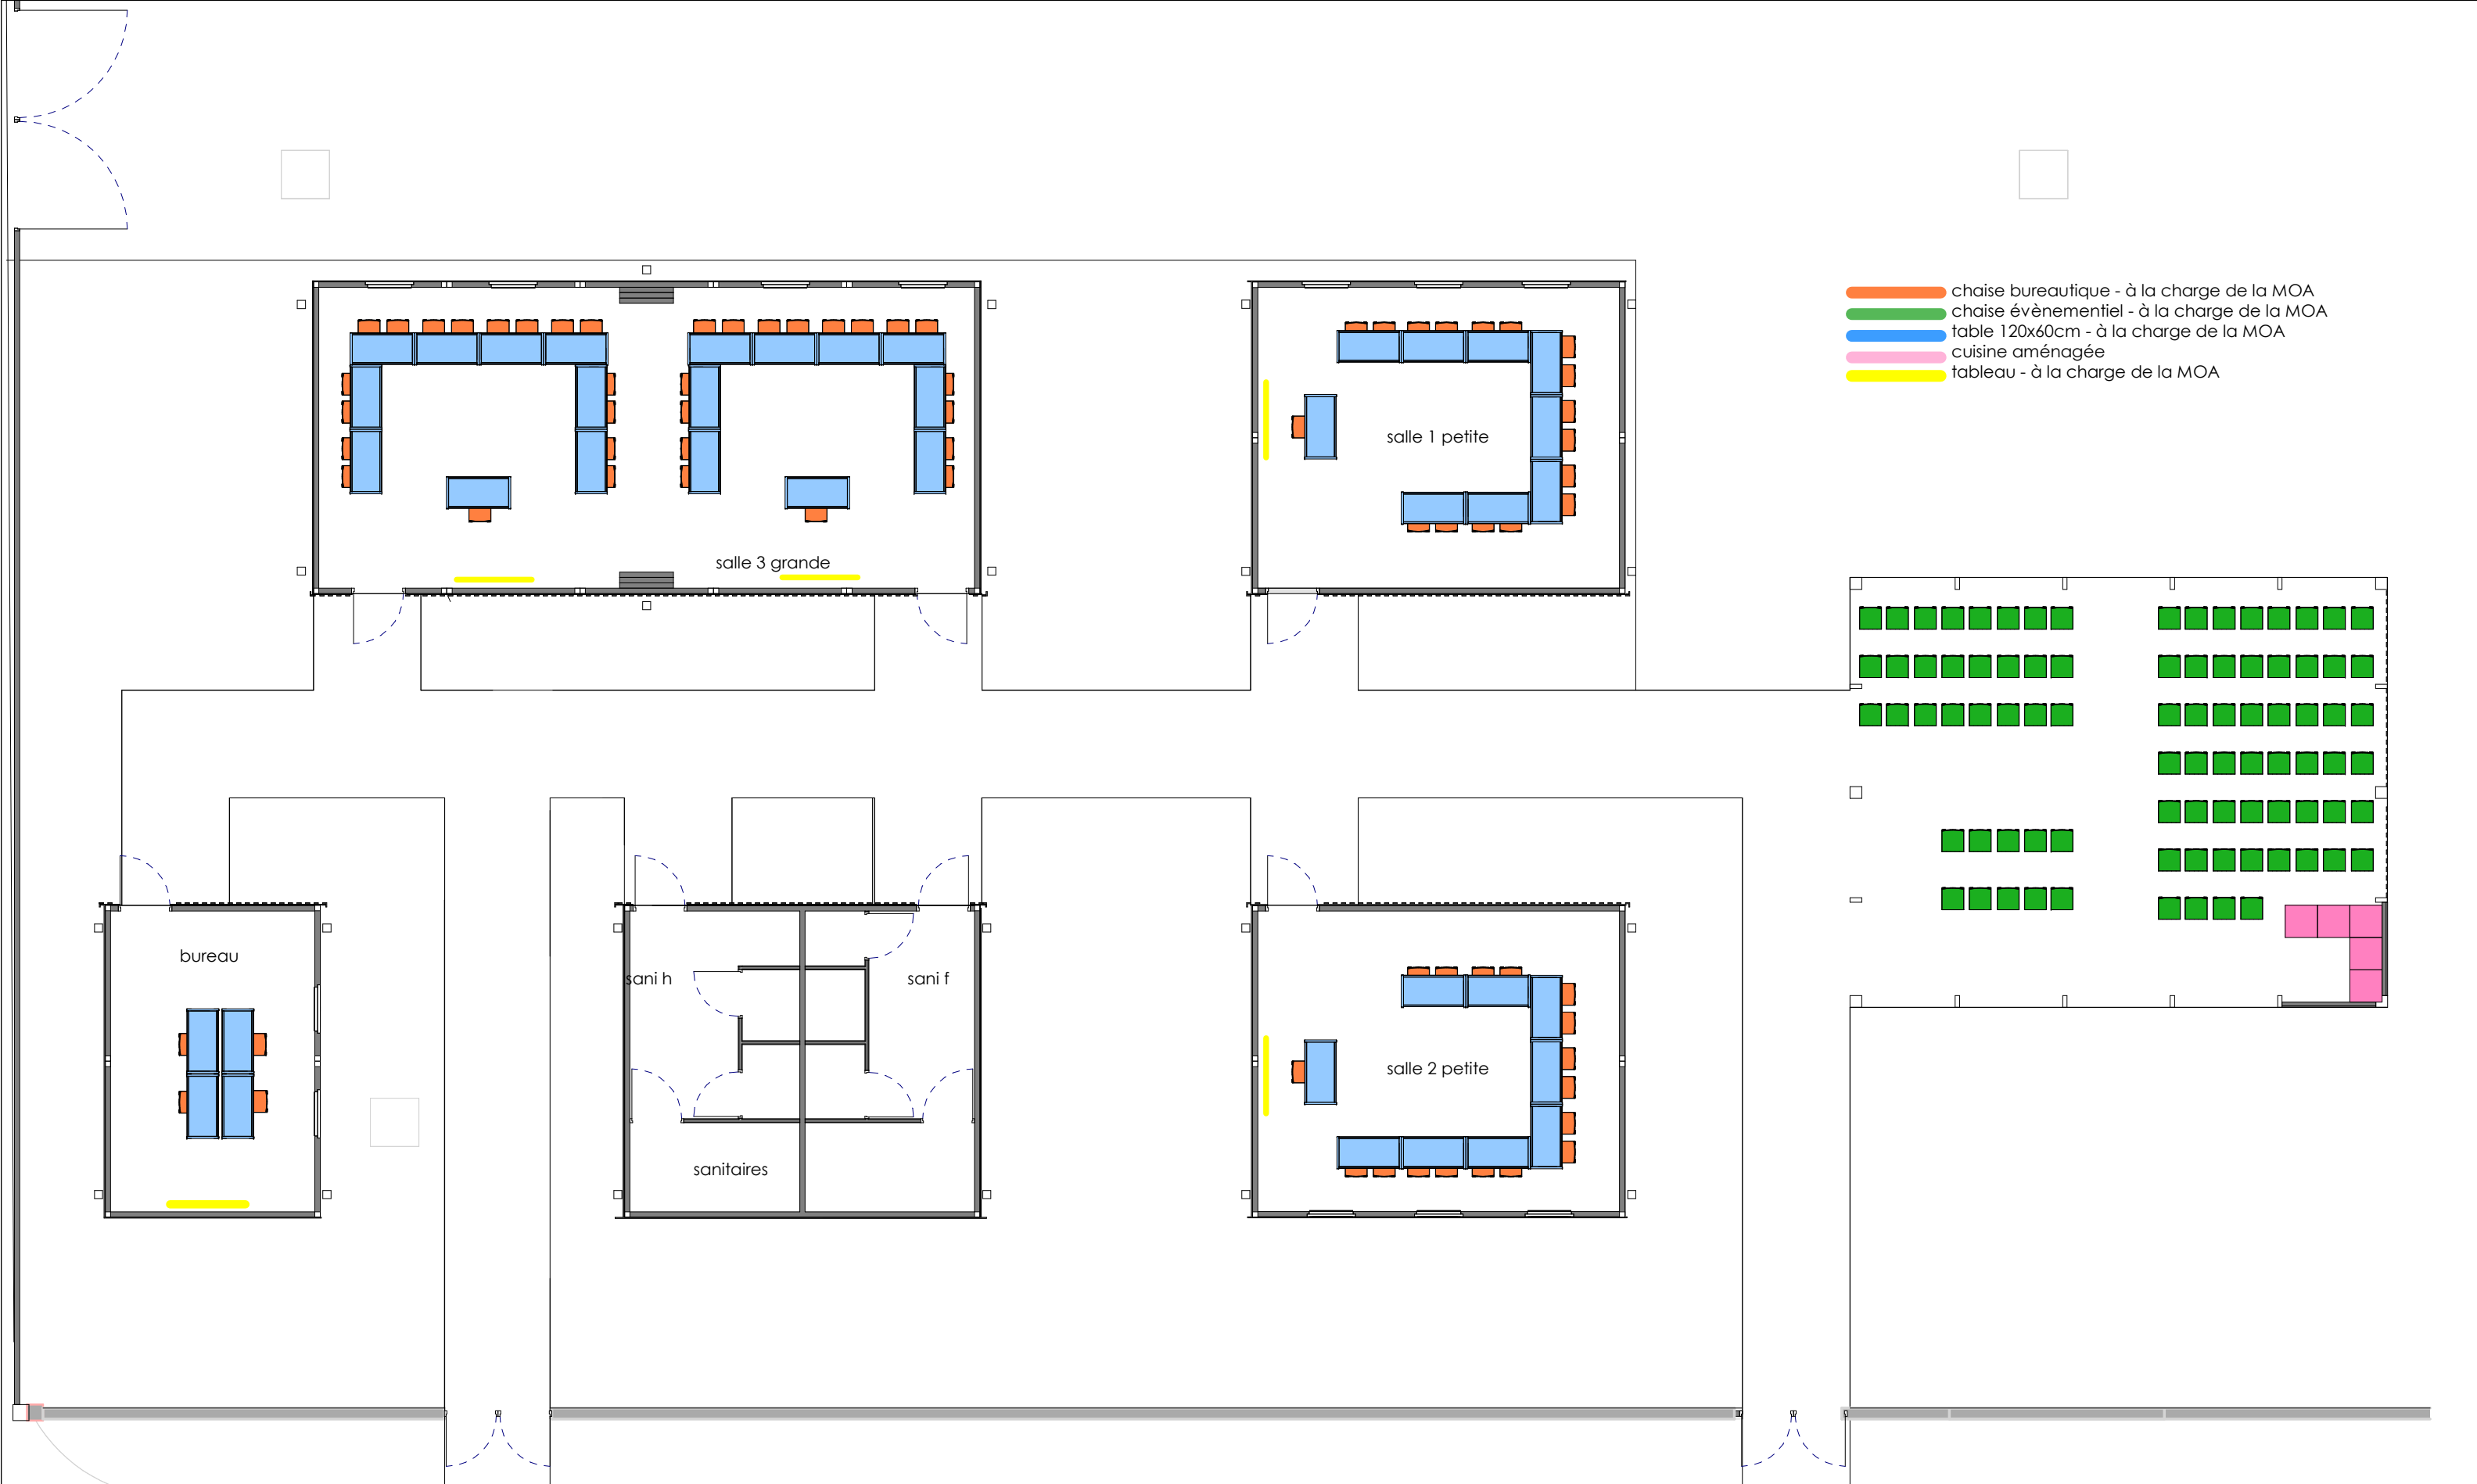 chaise bureautique - à la charge de la MOA
chaise évènementiel - à la charge de la MOA
table 120x60cm - à la charge de la MOA
cuisine aménagée
tableau - à la charge de la MOA
salle 1 petite
salle 3 grande
bureau
sani h
sani f
salle 2 petite
sanitaires